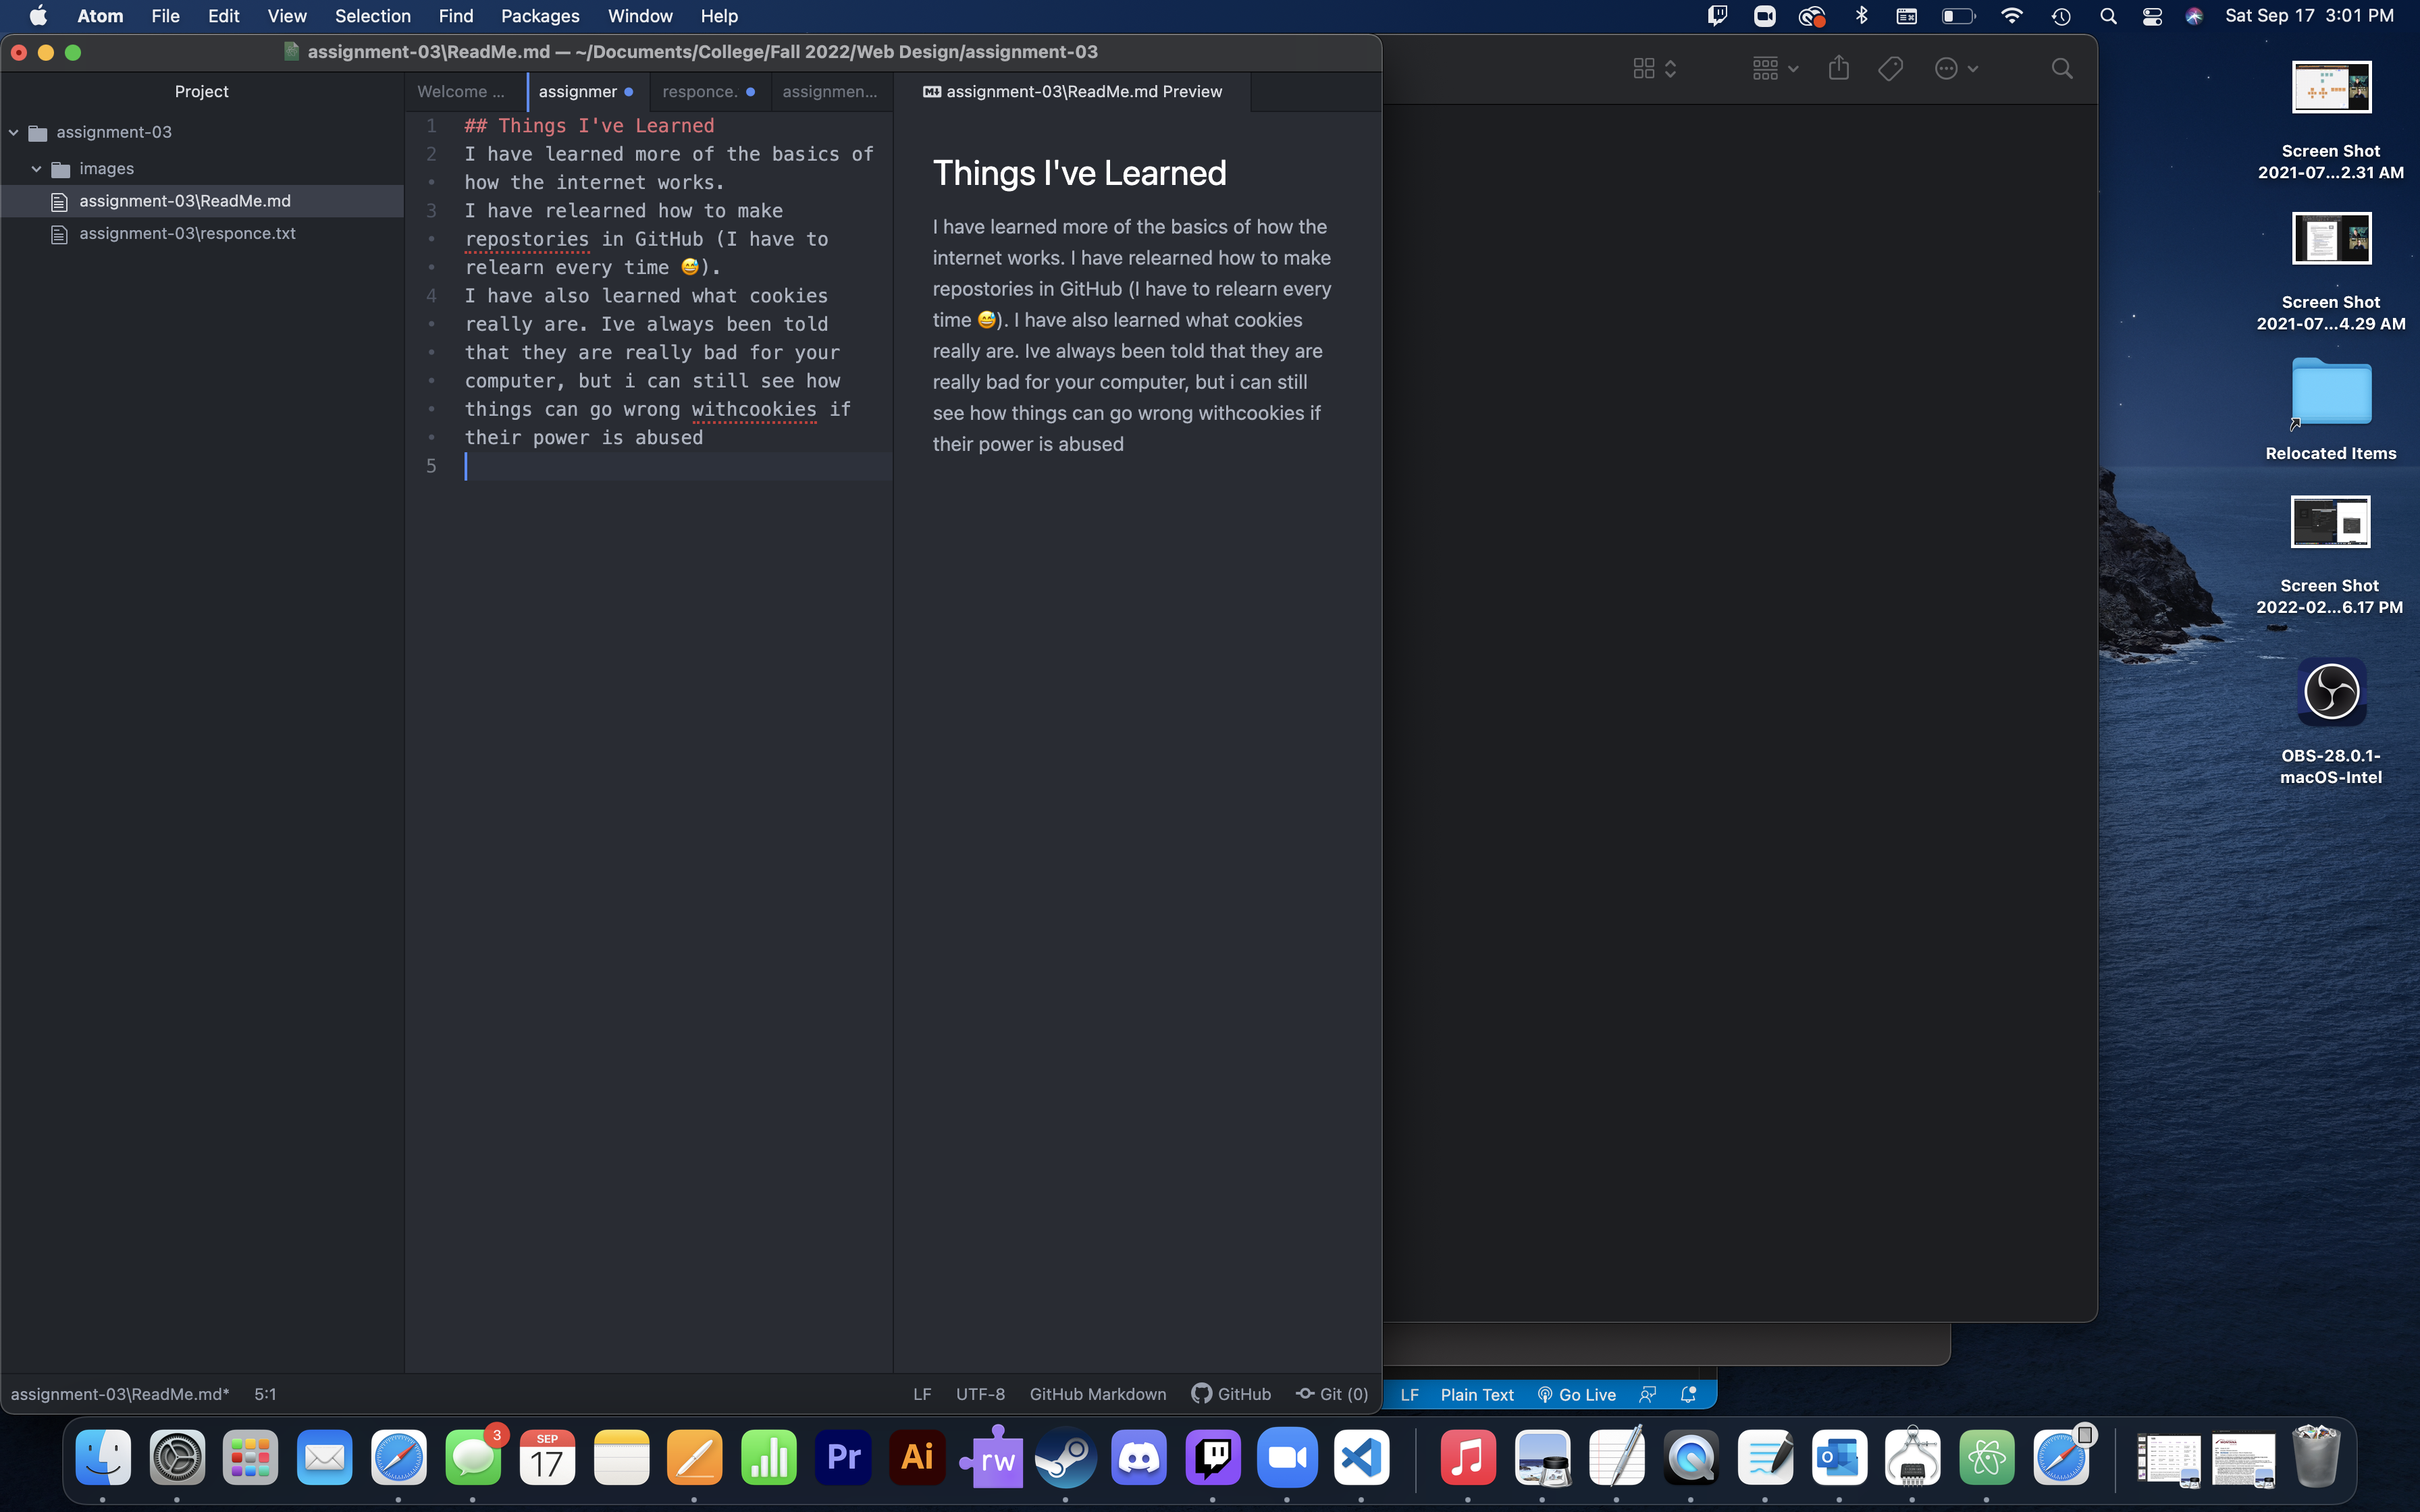 Atom File Edit View Selection Find Packages Window Help
Sat Sep 17 3:01 PM
assignment-03\ReadMe.md — ~/Documents/College/Fall 2022/Web Design/assignment-03
Project
assignment-03
images
assignment-03\ReadMe.md
assignment-03\responce.txt
Welcome ...
assignmer
responce.
assignmen...
assignment-03\ReadMe.md Preview
1 ## Things I've Learned
2 I have learned more of the basics of
• how the internet works.
3 I have relearned how to make
• repostories in GitHub (I have to
• relearn every time 😅).
4 I have also learned what cookies
• really are. Ive always been told
• that they are really bad for your
• computer, but i can still see how
• things can go wrong withcookies if
• their power is abused
5
Things I've Learned
I have learned more of the basics of how the
internet works. I have relearned how to make
repostories in GitHub (I have to relearn every
time 😅). I have also learned what cookies
really are. Ive always been told that they are
really bad for your computer, but i can still
see how things can go wrong withcookies if
their power is abused
assignment-03\ReadMe.md* 5:1
LF UTF-8 GitHub Markdown GitHub Git (0)
LF Plain Text Go Live
Screen Shot
2021-07...2.31 AM
Screen Shot
2021-07...4.29 AM
Relocated Items
Screen Shot
2022-02...6.17 PM
OBS-28.0.1-
macOS-Intel
3
SEP
17
Pr
Ai
rw